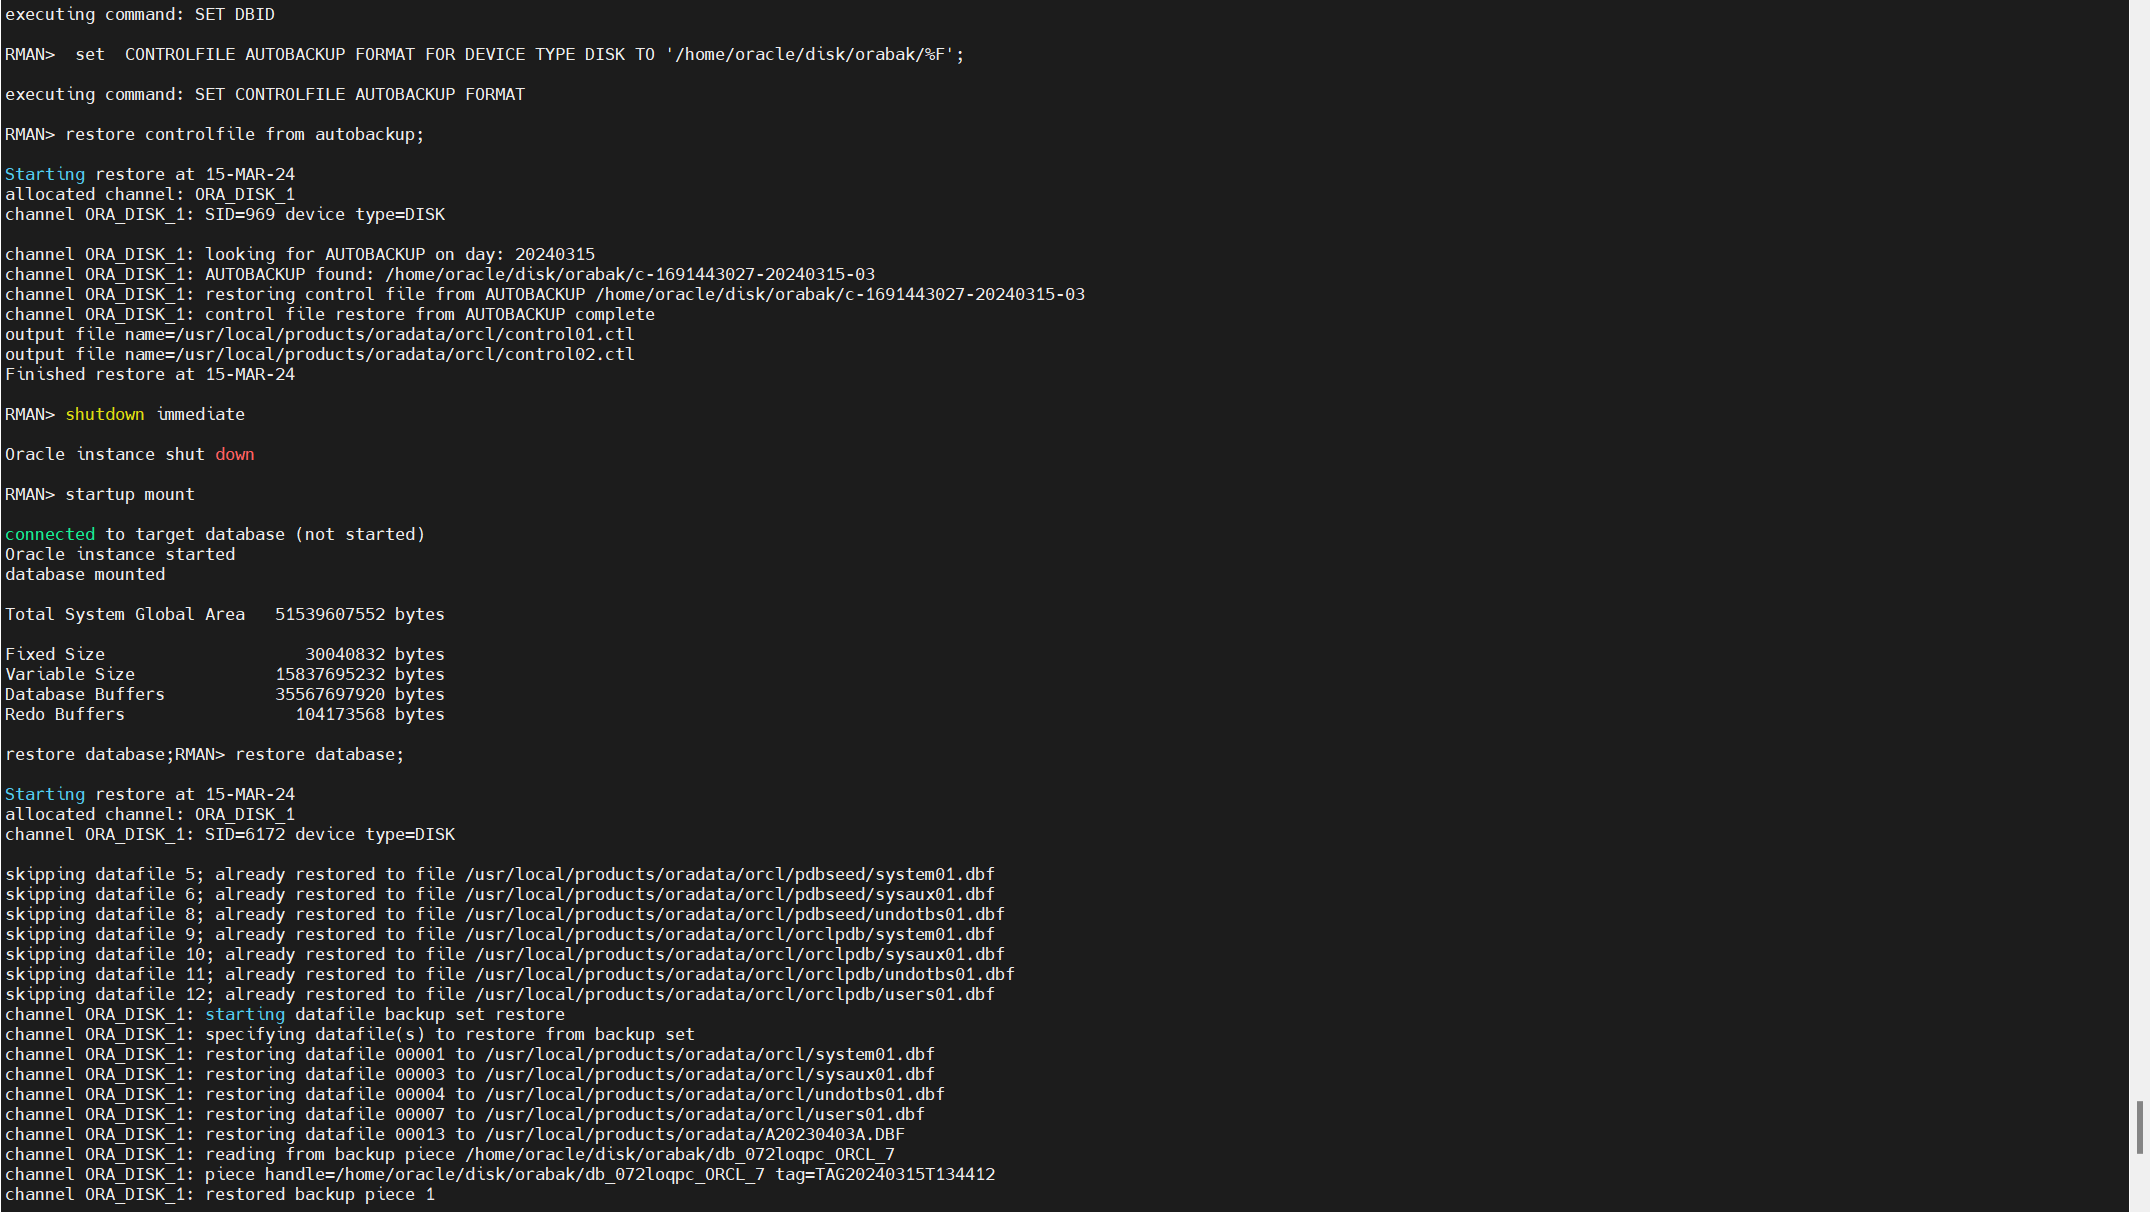 executing command: SET DBID
RMAN>  set  CONTROLFILE AUTOBACKUP FORMAT FOR DEVICE TYPE DISK TO '/home/oracle/disk/orabak/%F';
executing command: SET CONTROLFILE AUTOBACKUP FORMAT
RMAN> restore controlfile from autobackup;
Starting restore at 15-MAR-24
allocated channel: ORA_DISK_1
channel ORA_DISK_1: SID=969 device type=DISK
channel ORA_DISK_1: looking for AUTOBACKUP on day: 20240315
channel ORA_DISK_1: AUTOBACKUP found: /home/oracle/disk/orabak/c-1691443027-20240315-03
channel ORA_DISK_1: restoring control file from AUTOBACKUP /home/oracle/disk/orabak/c-1691443027-20240315-03
channel ORA_DISK_1: control file restore from AUTOBACKUP complete
output file name=/usr/local/products/oradata/orcl/control01.ctl
output file name=/usr/local/products/oradata/orcl/control02.ctl
Finished restore at 15-MAR-24
RMAN> shutdown immediate
Oracle instance shut down
RMAN> startup mount
connected to target database (not started)
Oracle instance started
database mounted
Total System Global Area   51539607552 bytes
Fixed Size                    30040832 bytes
Variable Size              15837695232 bytes
Database Buffers           35567697920 bytes
Redo Buffers                 104173568 bytes
restore database;RMAN> restore database;
Starting restore at 15-MAR-24
allocated channel: ORA_DISK_1
channel ORA_DISK_1: SID=6172 device type=DISK
skipping datafile 5; already restored to file /usr/local/products/oradata/orcl/pdbseed/system01.dbf
skipping datafile 6; already restored to file /usr/local/products/oradata/orcl/pdbseed/sysaux01.dbf
skipping datafile 8; already restored to file /usr/local/products/oradata/orcl/pdbseed/undotbs01.dbf
skipping datafile 9; already restored to file /usr/local/products/oradata/orcl/orclpdb/system01.dbf
skipping datafile 10; already restored to file /usr/local/products/oradata/orcl/orclpdb/sysaux01.dbf
skipping datafile 11; already restored to file /usr/local/products/oradata/orcl/orclpdb/undotbs01.dbf
skipping datafile 12; already restored to file /usr/local/products/oradata/orcl/orclpdb/users01.dbf
channel ORA_DISK_1: starting datafile backup set restore
channel ORA_DISK_1: specifying datafile(s) to restore from backup set
channel ORA_DISK_1: restoring datafile 00001 to /usr/local/products/oradata/orcl/system01.dbf
channel ORA_DISK_1: restoring datafile 00003 to /usr/local/products/oradata/orcl/sysaux01.dbf
channel ORA_DISK_1: restoring datafile 00004 to /usr/local/products/oradata/orcl/undotbs01.dbf
channel ORA_DISK_1: restoring datafile 00007 to /usr/local/products/oradata/orcl/users01.dbf
channel ORA_DISK_1: restoring datafile 00013 to /usr/local/products/oradata/A20230403A.DBF
channel ORA_DISK_1: reading from backup piece /home/oracle/disk/orabak/db_072loqpc_ORCL_7
channel ORA_DISK_1: piece handle=/home/oracle/disk/orabak/db_072loqpc_ORCL_7 tag=TAG20240315T134412
channel ORA_DISK_1: restored backup piece 1